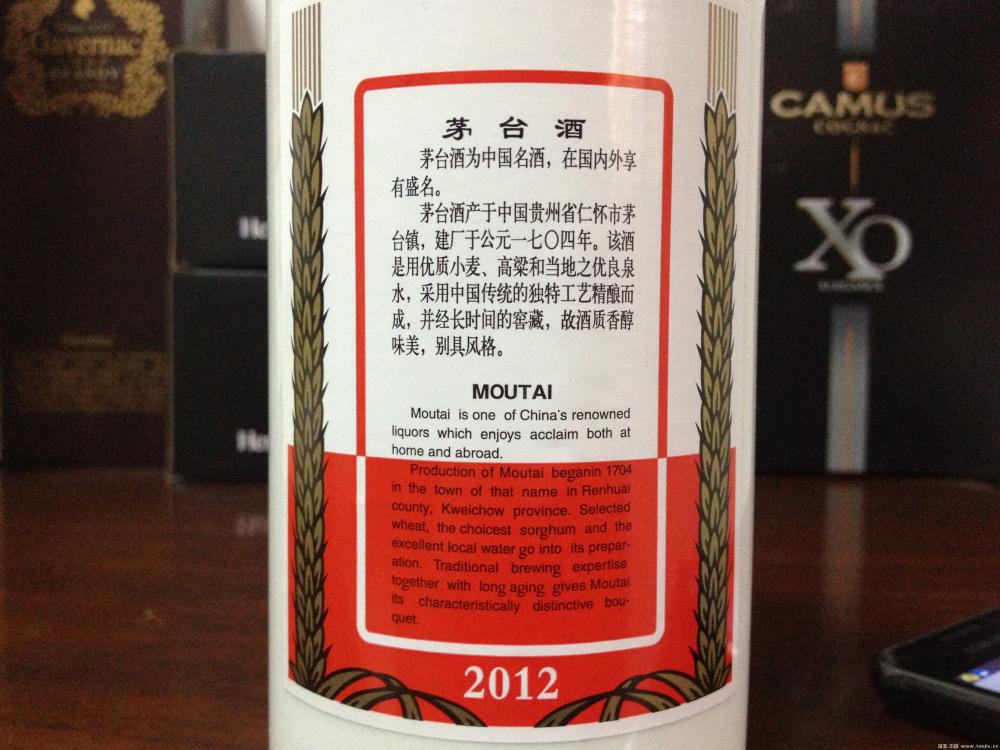 Gavernac
BRANDY
He
He
CAMUS
COGNAC
XO
ELEGANCE
茅台酒
茅台酒为中国名酒，在国内外享
有盛名。
茅台酒产于中国贵州省仁怀市茅
台镇，建厂于公元一七〇四年。该酒
是用优质小麦、高粱和当地之优良泉
水，采用中国传统的独特工艺精酿而
成，并经长时间的窖藏，故酒质香醇
味美，别具风格。
MOUTAI
Moutai is one of China's renowned
liquors which enjoys acclaim both at
home and abroad.
Production of Moutai beganin 1704
in the town of that name in Renhuai
county, Kweichow province. Selected
wheat, the choicest sorghum and the
excellent local water go into its prepar-
ation. Traditional brewing expertise
together with long aging gives Moutai
its characteristically distinctive bou-
quet.
2012